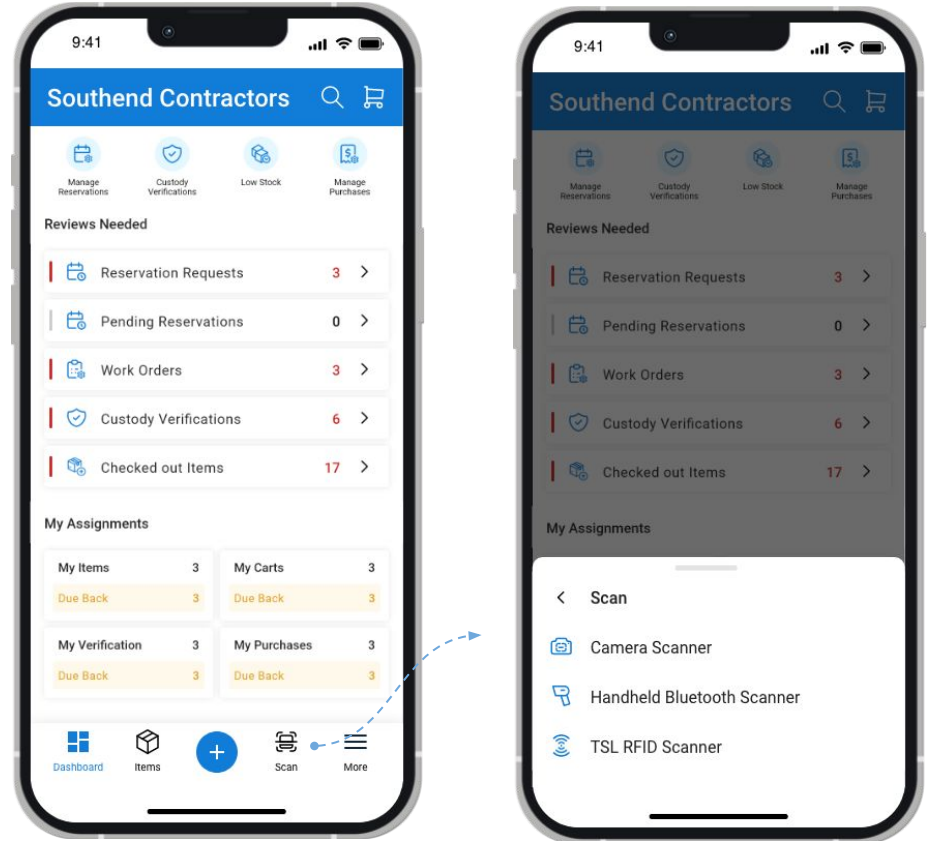 9:41
Southend Contractors
Manage Reservations
Custody Verifications
Low Stock
Manage Purchases
Reviews Needed
Reservation Requests 3
Pending Reservations 0
Work Orders 3
Custody Verifications 6
Checked out Items 17
My Assignments
My Items 3
Due Back 3
My Carts 3
Due Back 3
My Verification 3
Due Back 3
My Purchases 3
Due Back 3
Dashboard
Items
Scan
More
9:41
Southend Contractors
Manage Reservations
Custody Verifications
Low Stock
Manage Purchases
Reviews Needed
Reservation Requests 3
Pending Reservations 0
Work Orders 3
Custody Verifications 6
Checked out Items 17
My Assignments
Scan
Camera Scanner
Handheld Bluetooth Scanner
TSL RFID Scanner